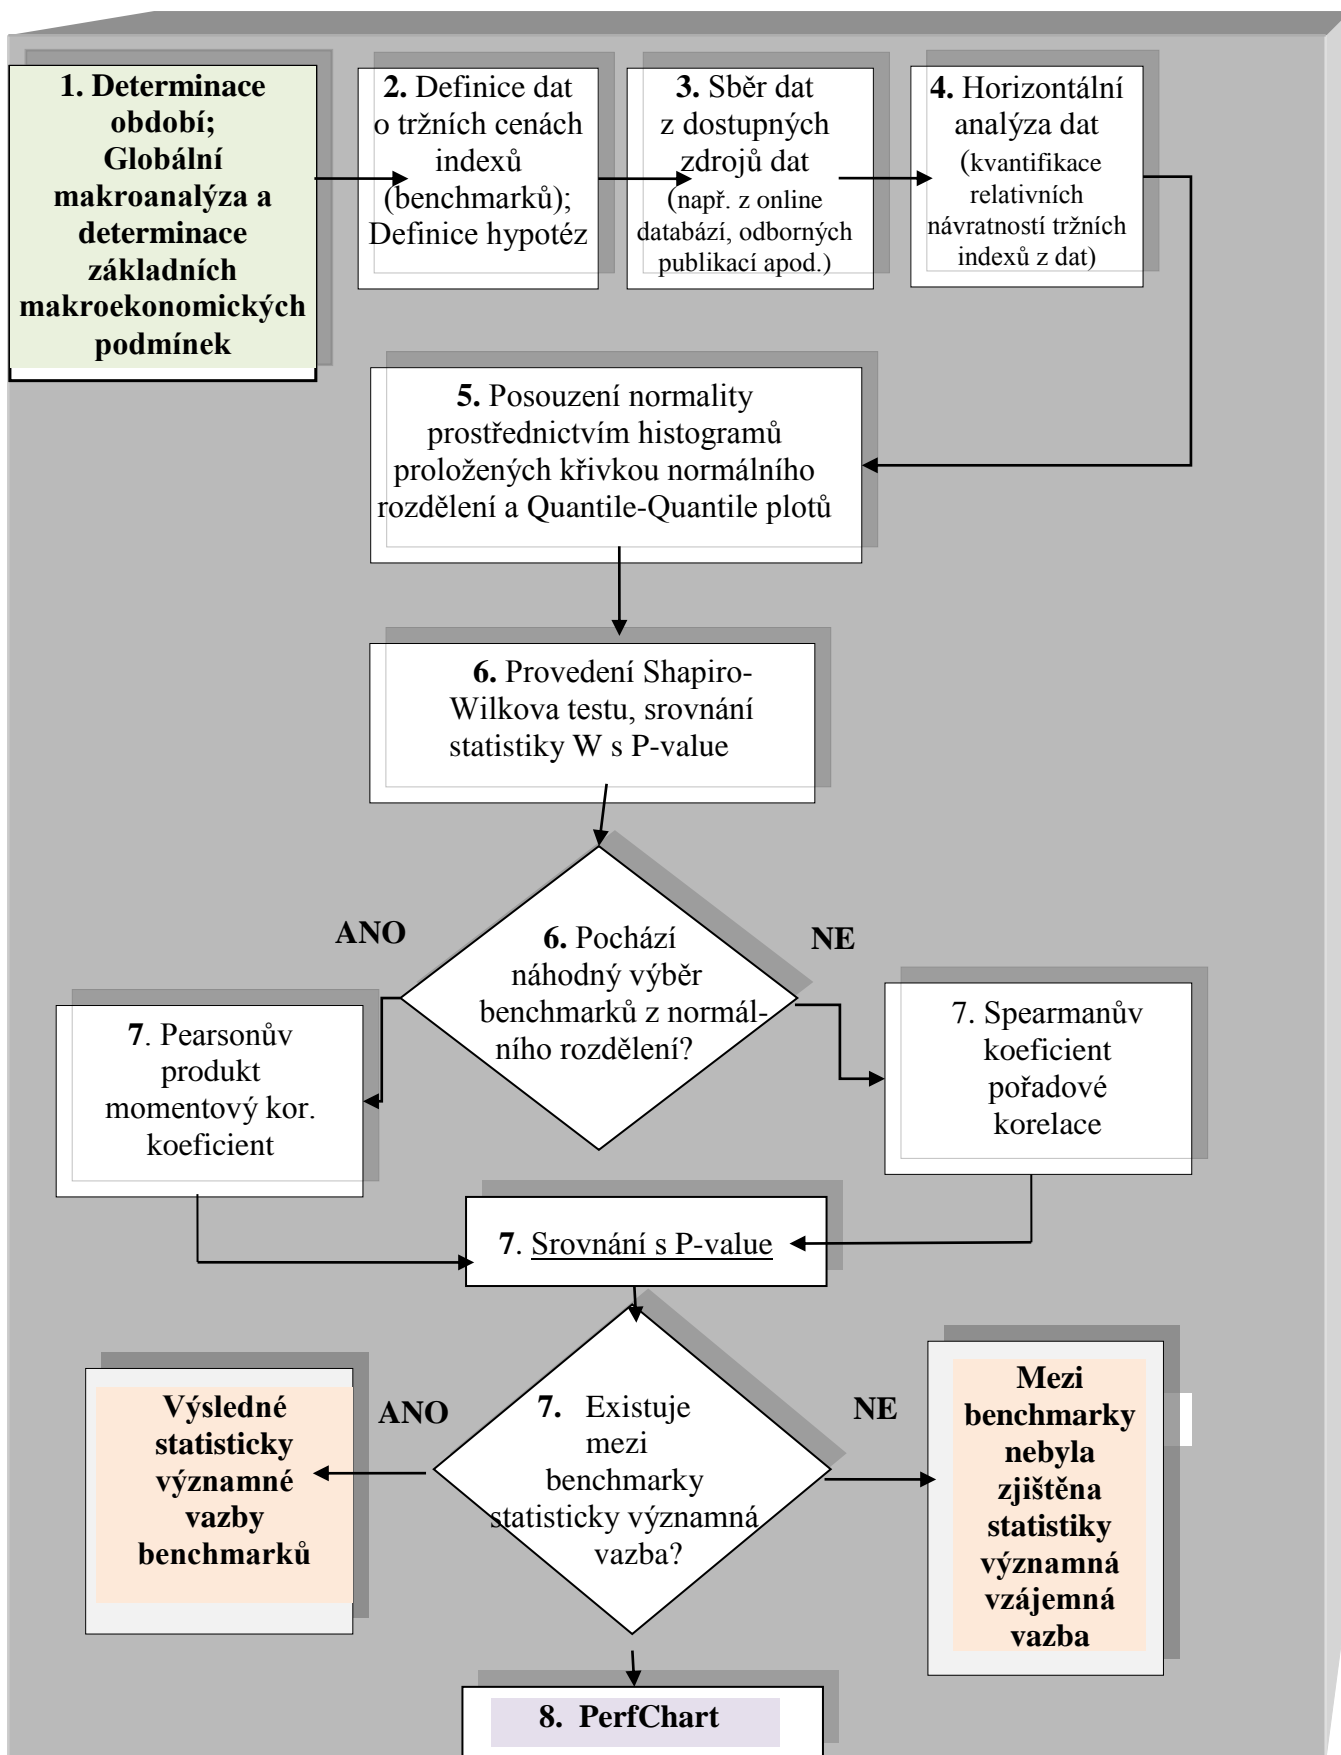 1. Determinace
období;
Globální
makroanalýza a
determinace
základních
makroekonomických
podmínek
2. Definice dat
o tržních cenách
indexů
(benchmarků);
Definice hypotéz
3. Sběr dat
z dostupných
zdrojů dat
(např. z online
databází, odborných
publikací apod.)
4. Horizontální
analýza dat
(kvantifikace
relativních
návratností tržních
indexů z dat)
5. Posouzení normality
prostřednictvím histogramů
proložených křivkou normálního
rozdělení a Quantile-Quantile plotů
6. Provedení Shapiro-
Wilkova testu, srovnání
statistiky W s P-value
ANO
6. Pochází
náhodný výběr
benchmarků z normál-
ního rozdělení?
NE
7. Pearsonův
produkt
momentový kor.
koeficient
7. Spearmanův
koeficient
pořadové
korelace
7. Srovnání s P-value
Výsledné
statisticky
významné
vazby
benchmarků
ANO
7. Existuje
mezi
benchmarky
statisticky významná
vazba?
NE
Mezi
benchmarky
nebyla
zjištěna
statistiky
významná
vzájemná
vazba
8. PerfChart